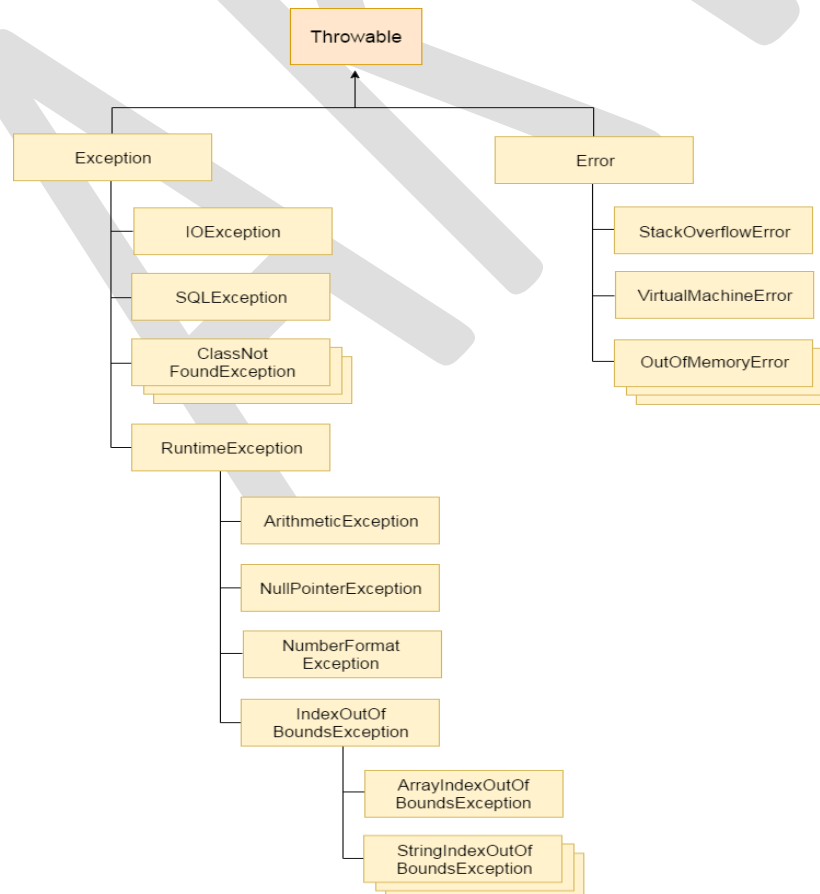 Throwable
Exception
Error
IOException
StackOverflowError
SQLException
VirtualMachineError
ClassNot
FoundException
OutOfMemoryError
RuntimeException
ArithmeticException
NullPointerException
NumberFormat
Exception
IndexOutOf
BoundsException
ArrayIndexOutOf
BoundsException
StringIndexOutOf
BoundsException